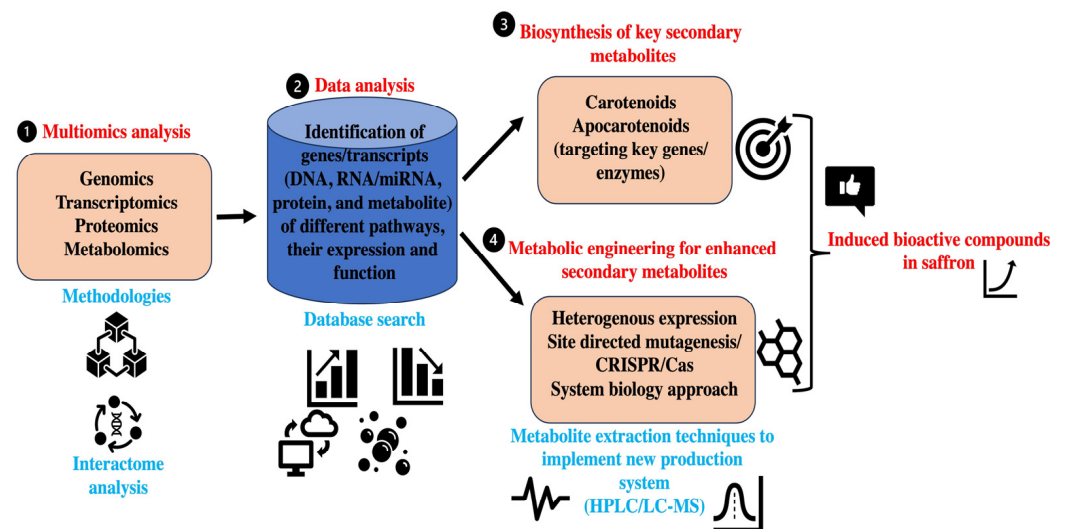 1 Multiomics analysis
Genomics
Transcriptomics
Proteomics
Metabolomics
Methodologies
Interactome
analysis
2 Data analysis
Identification of
genes/transcripts
(DNA, RNA/miRNA,
protein, and metabolite)
of different pathways,
their expression and
function
Database search
3 Biosynthesis of key secondary
metabolites
Carotenoids
Apocarotenoids
(targeting key genes/
enzymes)
4 Metabolic engineering for enhanced
secondary metabolites
Heterogenous expression
Site directed mutagenesis/
CRISPR/Cas
System biology approach
Metabolite extraction techniques to
implement new production
system
(HPLC/LC-MS)
Induced bioactive compounds
in saffron